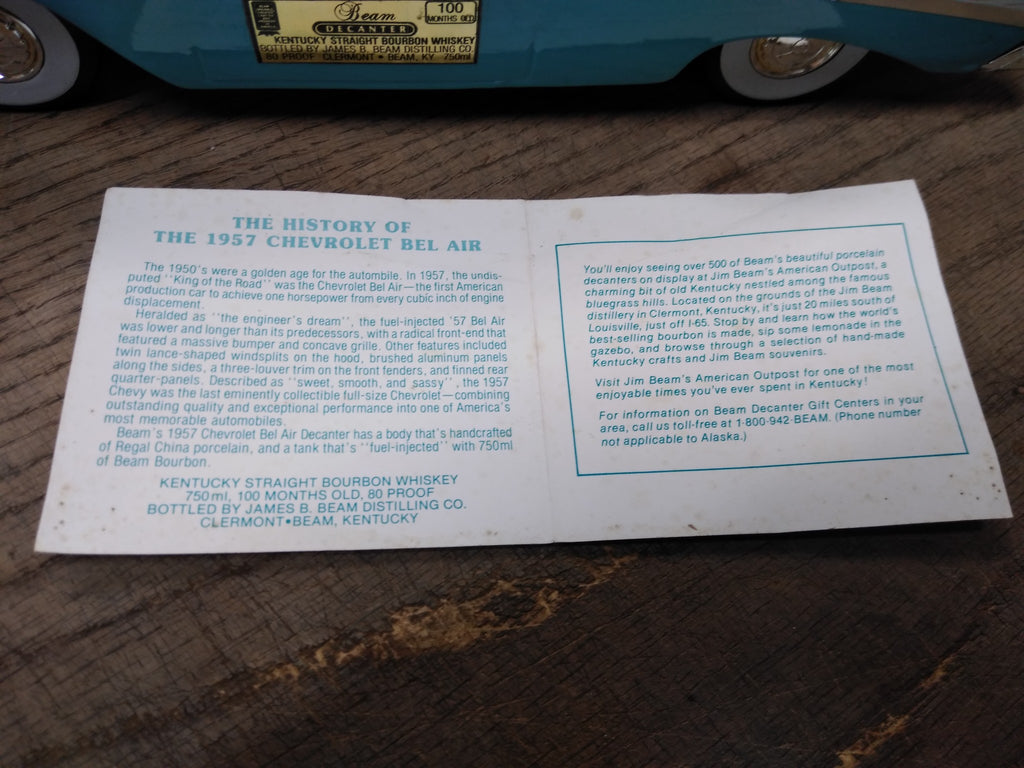 Beam
DECANTER
100
MONTHS OLD
KENTUCKY STRAIGHT BOURBON WHISKEY
BOTTLED BY JAMES B. BEAM DISTILLING CO.
80 PROOF CLERMONT • BEAM, KY. 750ml
THE HISTORY OF
THE 1957 CHEVROLET BEL AIR
The 1950's were a golden age for the autombile. In 1957, the undis-
puted "King of the Road" was the Chevrolet Bel Air—the first American
production car to achieve one horsepower from every cubic inch of engine
displacement.
Heralded as "the engineer's dream", the fuel-injected '57 Bel Air
was lower and longer than its predecessors, with a radical front-end that
featured a massive bumper and concave grille. Other features included
twin lance-shaped windsplits on the hood, brushed aluminum panels
along the sides, a three-louver trim on the front fenders, and finned rear
quarter-panels. Described as "sweet, smooth, and sassy", the 1957
Chevy was the last eminently collectible full-size Chevrolet—combining
outstanding quality and exceptional performance into one of America's
most memorable automobiles.
Beam's 1957 Chevrolet Bel Air Decanter has a body that's handcrafted
of Regal China porcelain, and a tank that's "fuel-injected" with 750ml
of Beam Bourbon.
KENTUCKY STRAIGHT BOURBON WHISKEY
750ml, 100 MONTHS OLD, 80 PROOF
BOTTLED BY JAMES B. BEAM DISTILLING CO.
CLERMONT•BEAM, KENTUCKY
You'll enjoy seeing over 500 of Beam's beautiful porcelain
decanters on display at Jim Beam's American Outpost, a
charming bit of old Kentucky nestled among the famous
bluegrass hills. Located on the grounds of the Jim Beam
distillery in Clermont, Kentucky, it's just 20 miles south of
Louisville, just off I-65. Stop by and learn how the world's
best-selling bourbon is made, sip some lemonade in the
gazebo, and browse through a selection of hand-made
Kentucky crafts and Jim Beam souvenirs.
Visit Jim Beam's American Outpost for one of the most
enjoyable times you've ever spent in Kentucky!
For information on Beam Decanter Gift Centers in your
area, call us toll-free at 1-800-942-BEAM. (Phone number
not applicable to Alaska.)